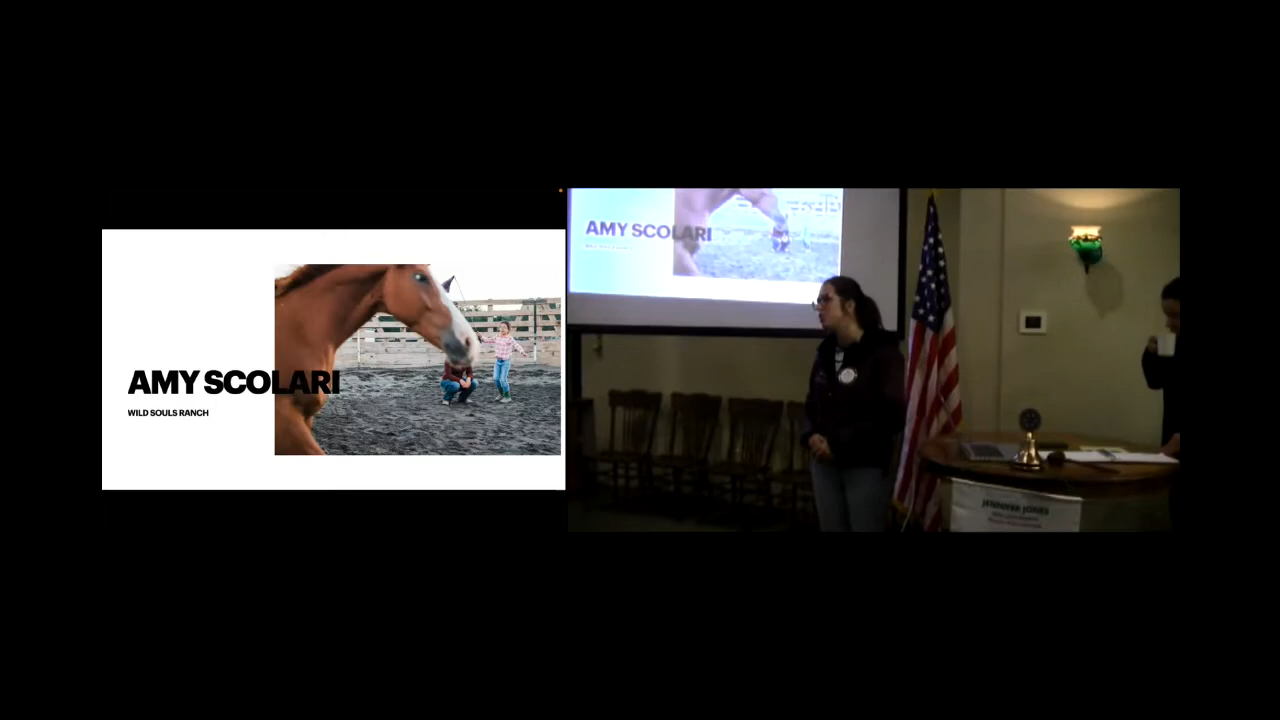 AMY SCOLARI
WILD SOULS RANCH
AMY SCOLARI
JENNIFER JONES